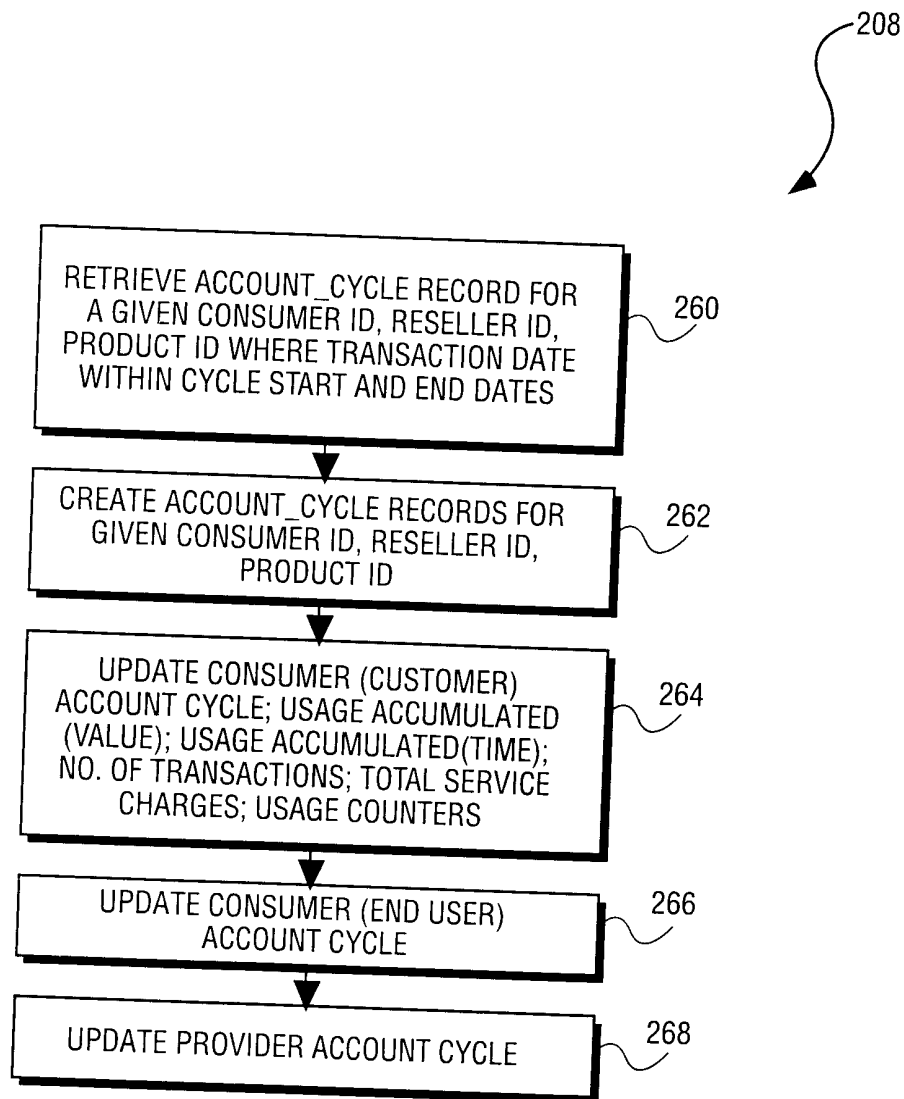 208
RETRIEVE ACCOUNT_CYCLE RECORD FOR
A GIVEN CONSUMER ID, RESELLER ID,
PRODUCT ID WHERE TRANSACTION DATE
WITHIN CYCLE START AND END DATES
260
CREATE ACCOUNT_CYCLE RECORDS FOR
GIVEN CONSUMER ID, RESELLER ID,
PRODUCT ID
262
UPDATE CONSUMER (CUSTOMER)
ACCOUNT CYCLE; USAGE ACCUMULATED
(VALUE); USAGE ACCUMULATED(TIME);
NO. OF TRANSACTIONS; TOTAL SERVICE
CHARGES; USAGE COUNTERS
264
UPDATE CONSUMER (END USER)
ACCOUNT CYCLE
266
UPDATE PROVIDER ACCOUNT CYCLE
268